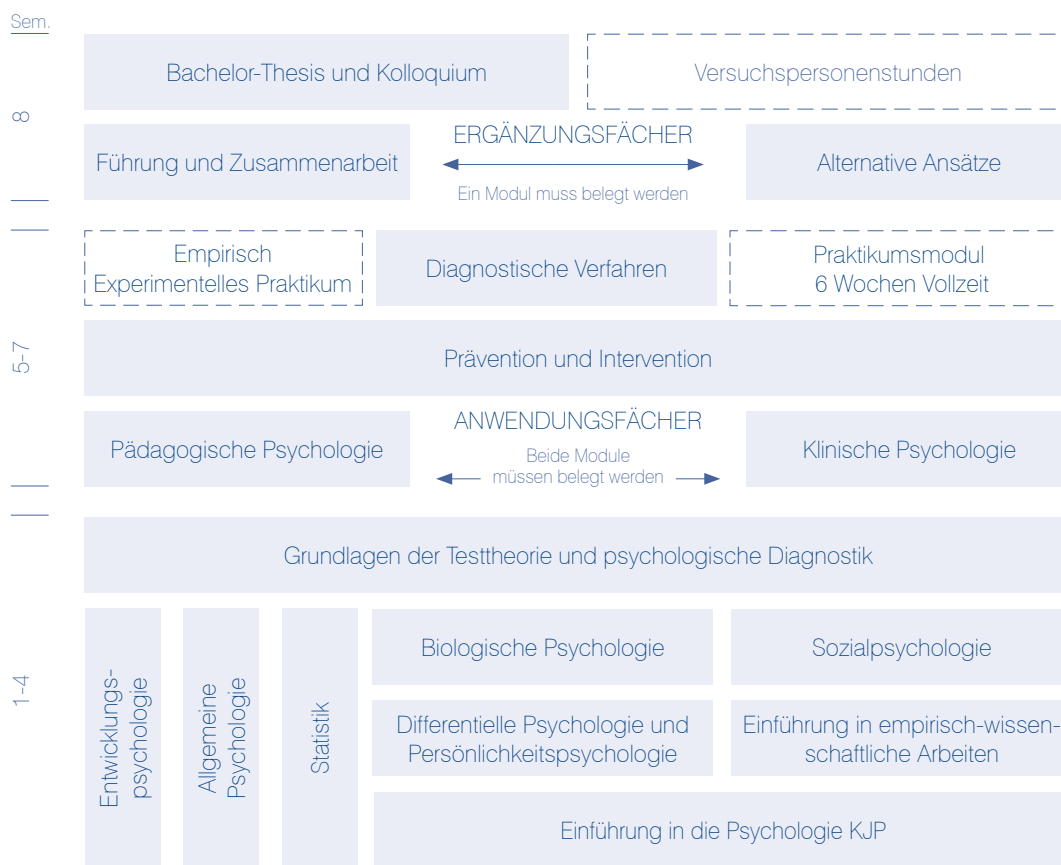 Sem.
8
Bachelor-Thesis und Kolloquium
Versuchspersonenstunden
Führung und Zusammenarbeit
ERGÄNZUNGSFÄCHER
Ein Modul muss belegt werden
Alternative Ansätze
5-7
Empirisch
Experimentelles Praktikum
Diagnostische Verfahren
Praktikumsmodul
6 Wochen Vollzeit
Prävention und Intervention
Pädagogische Psychologie
ANWENDUNGSFÄCHER
Beide Module
müssen belegt werden
Klinische Psychologie
1-4
Grundlagen der Testtheorie und psychologische Diagnostik
Entwicklungs-
psychologie
Allgemeine
Psychologie
Statistik
Biologische Psychologie
Sozialpsychologie
Differentielle Psychologie und
Persönlichkeitspsychologie
Einführung in empirisch-wissen-
schaftliche Arbeiten
Einführung in die Psychologie KJP